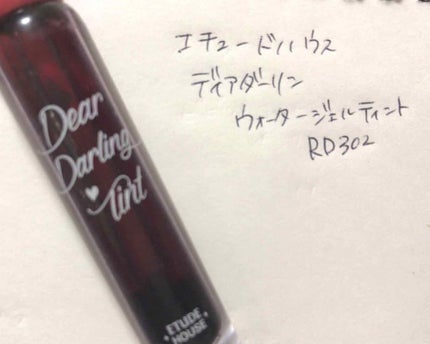 Dear
Darling
Tint
ETUDE
HOUSE
エチュードハウス
ディアダーリン
ウォータージェルティント
RD302